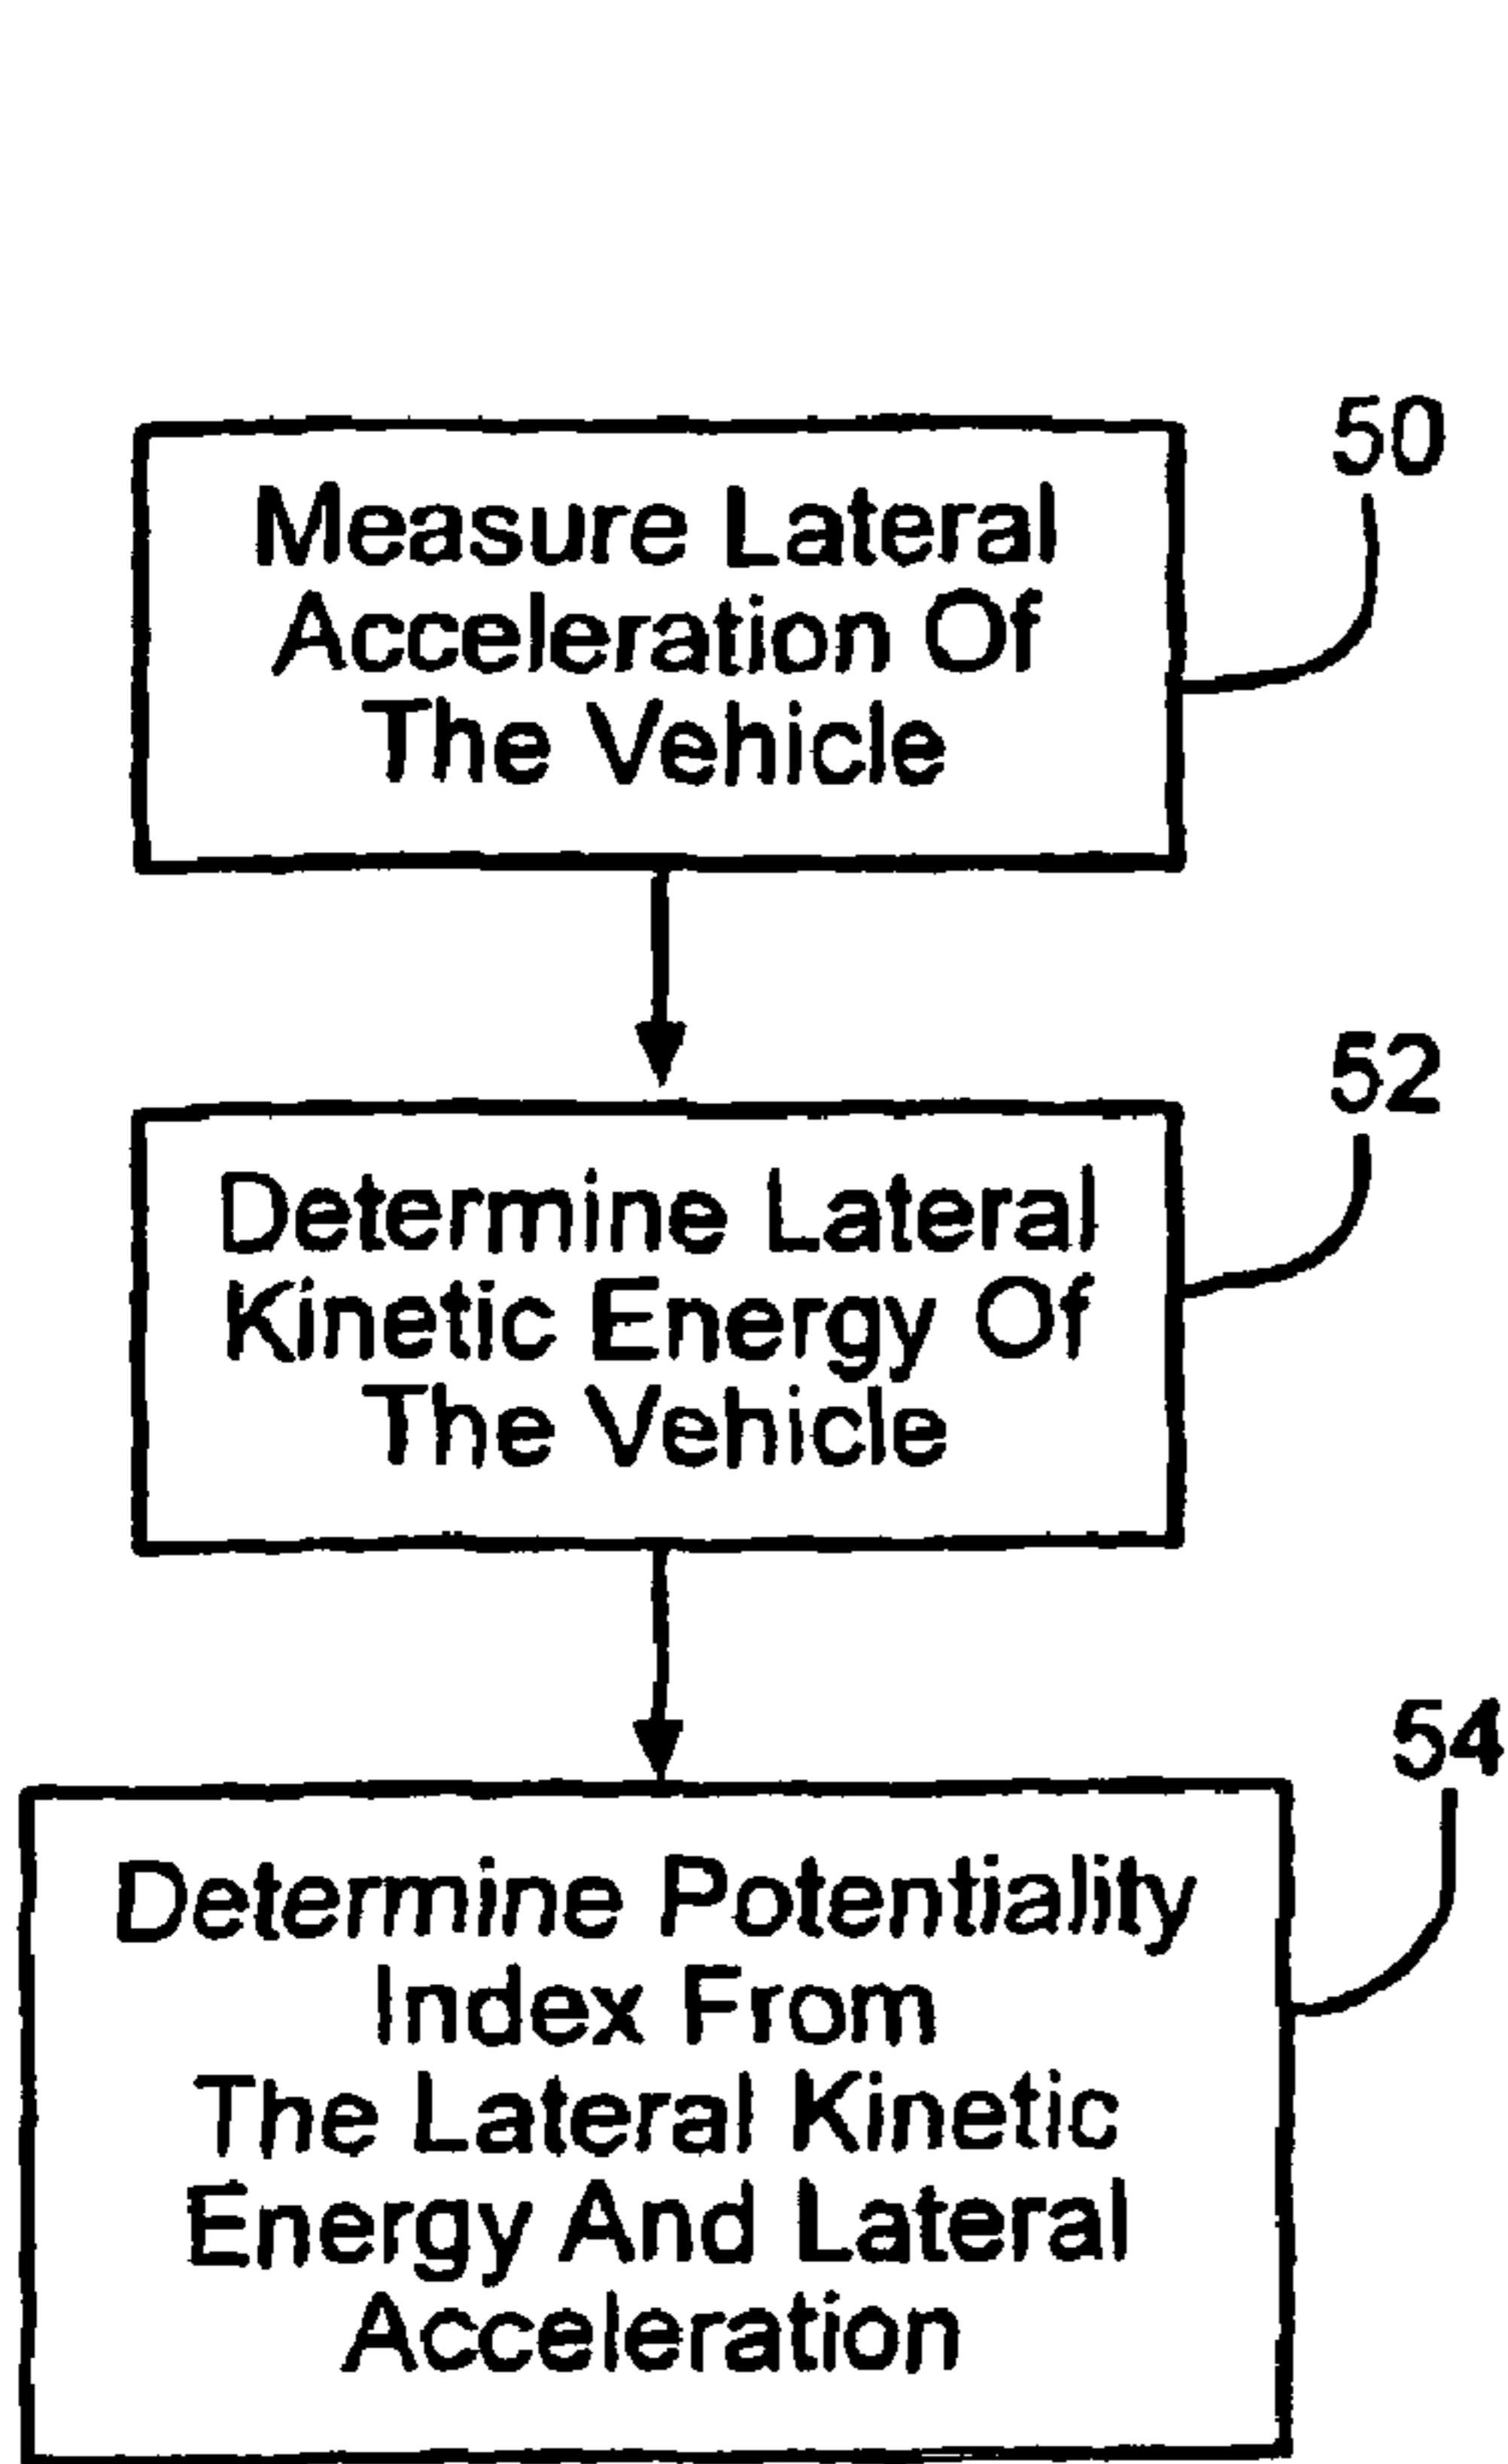 50
Measure Lateral
Acceleration Of
The Vehicle
52
Determine Lateral
Kinetic Energy Of
The Vehicle
54
Determine Potentiality
Index From
The Lateral Kinetic
Energy And Lateral
Acceleration